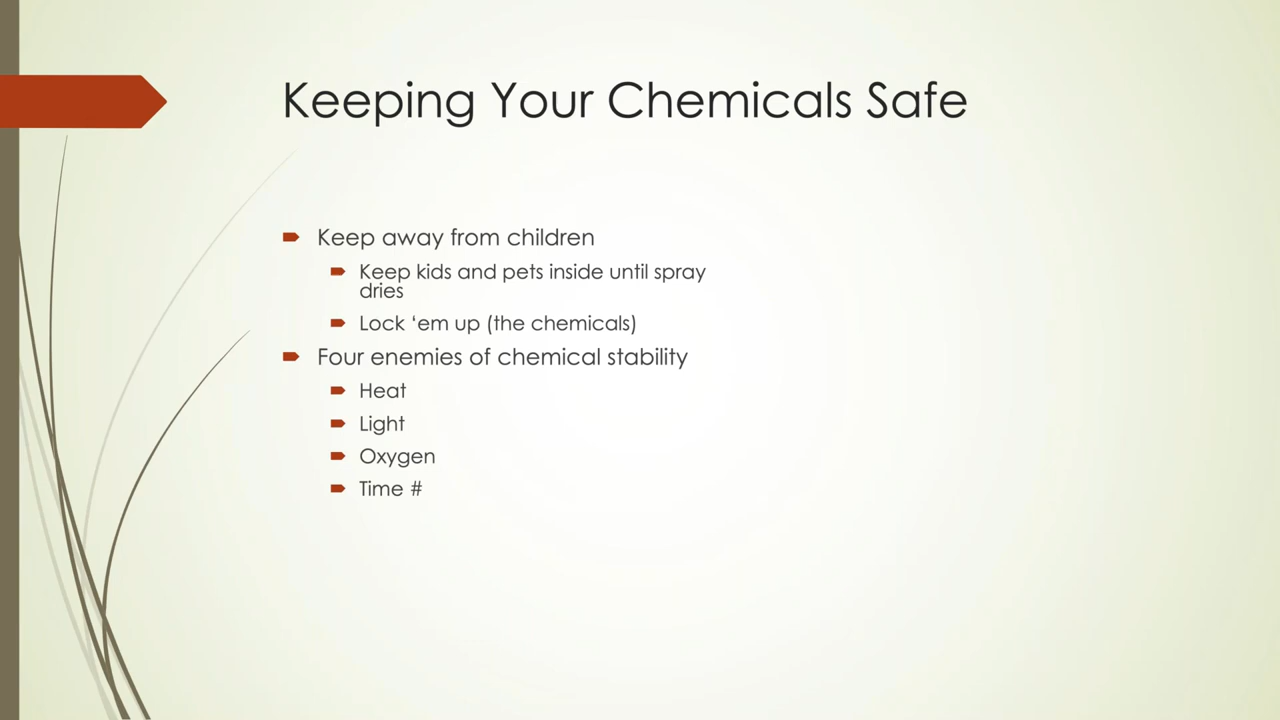 Keeping Your Chemicals Safe
Keep away from children
Keep kids and pets inside until spray
dries
Lock ‘em up (the chemicals)
Four enemies of chemical stability
Heat
Light
Oxygen
Time #